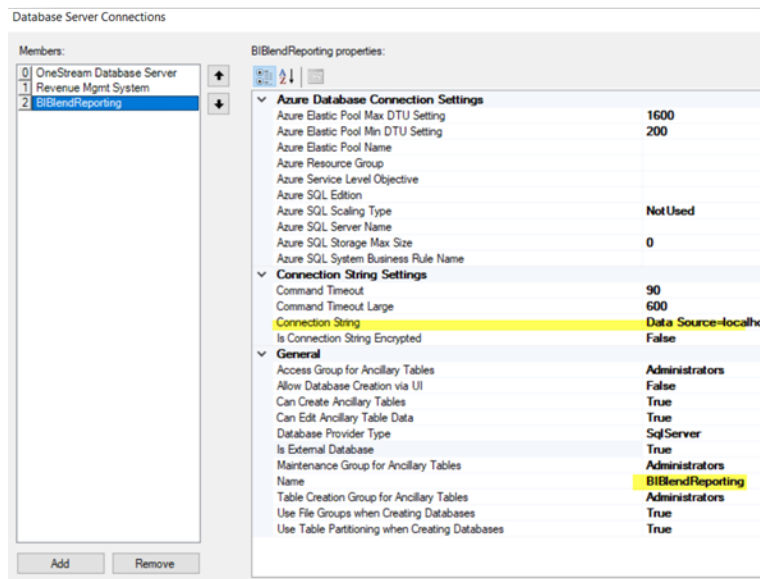 Database Server Connections
Members:
BIBlendReporting properties:
0 OneStream Database Server
1 Revenue Mgmt System
2 BIBlendReporting
Azure Database Connection Settings
Azure Elastic Pool Max DTU Setting 1600
Azure Elastic Pool Min DTU Setting 200
Azure Elastic Pool Name
Azure Resource Group
Azure Service Level Objective
Azure SQL Edition
Azure SQL Scaling Type NotUsed
Azure SQL Server Name
Azure SQL Storage Max Size 0
Azure SQL System Business Rule Name
Connection String Settings
Command Timeout 90
Command Timeout Large 600
Connection String Data Source=localho
Is Connection String Encrypted False
General
Access Group for Ancillary Tables Administrators
Allow Database Creation via UI False
Can Create Ancillary Tables True
Can Edit Ancillary Table Data True
Database Provider Type SqlServer
Is External Database True
Maintenance Group for Ancillary Tables Administrators
Name BIBlendReporting
Table Creation Group for Ancillary Tables Administrators
Use File Groups when Creating Databases True
Use Table Partitioning when Creating Databases True
Add Remove